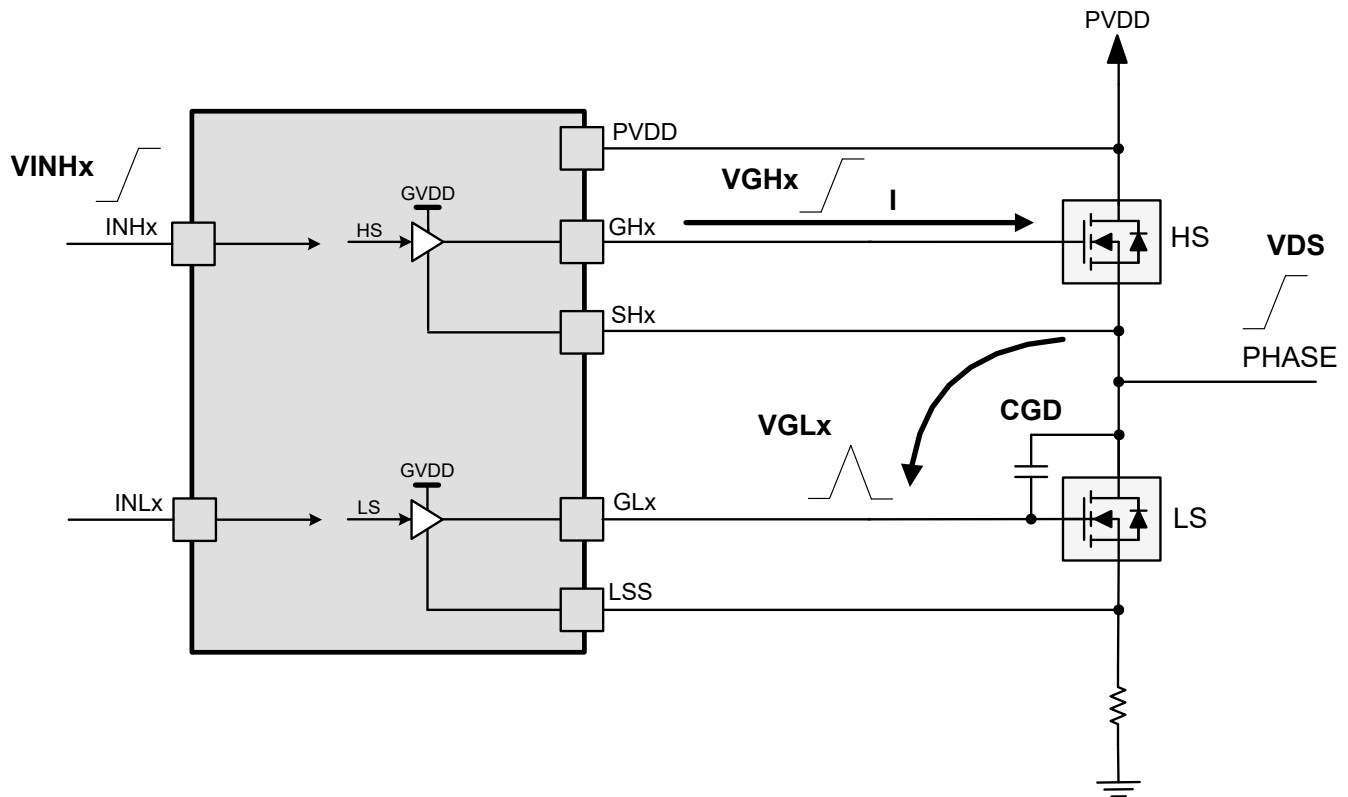 PVDD
PVDD
VINHx
VGHx
I
GVDD
INHx
HS
GHx
HS
VDS
SHx
PHASE
CGD
VGLx
GVDD
INLx
LS
GLx
LS
LSS